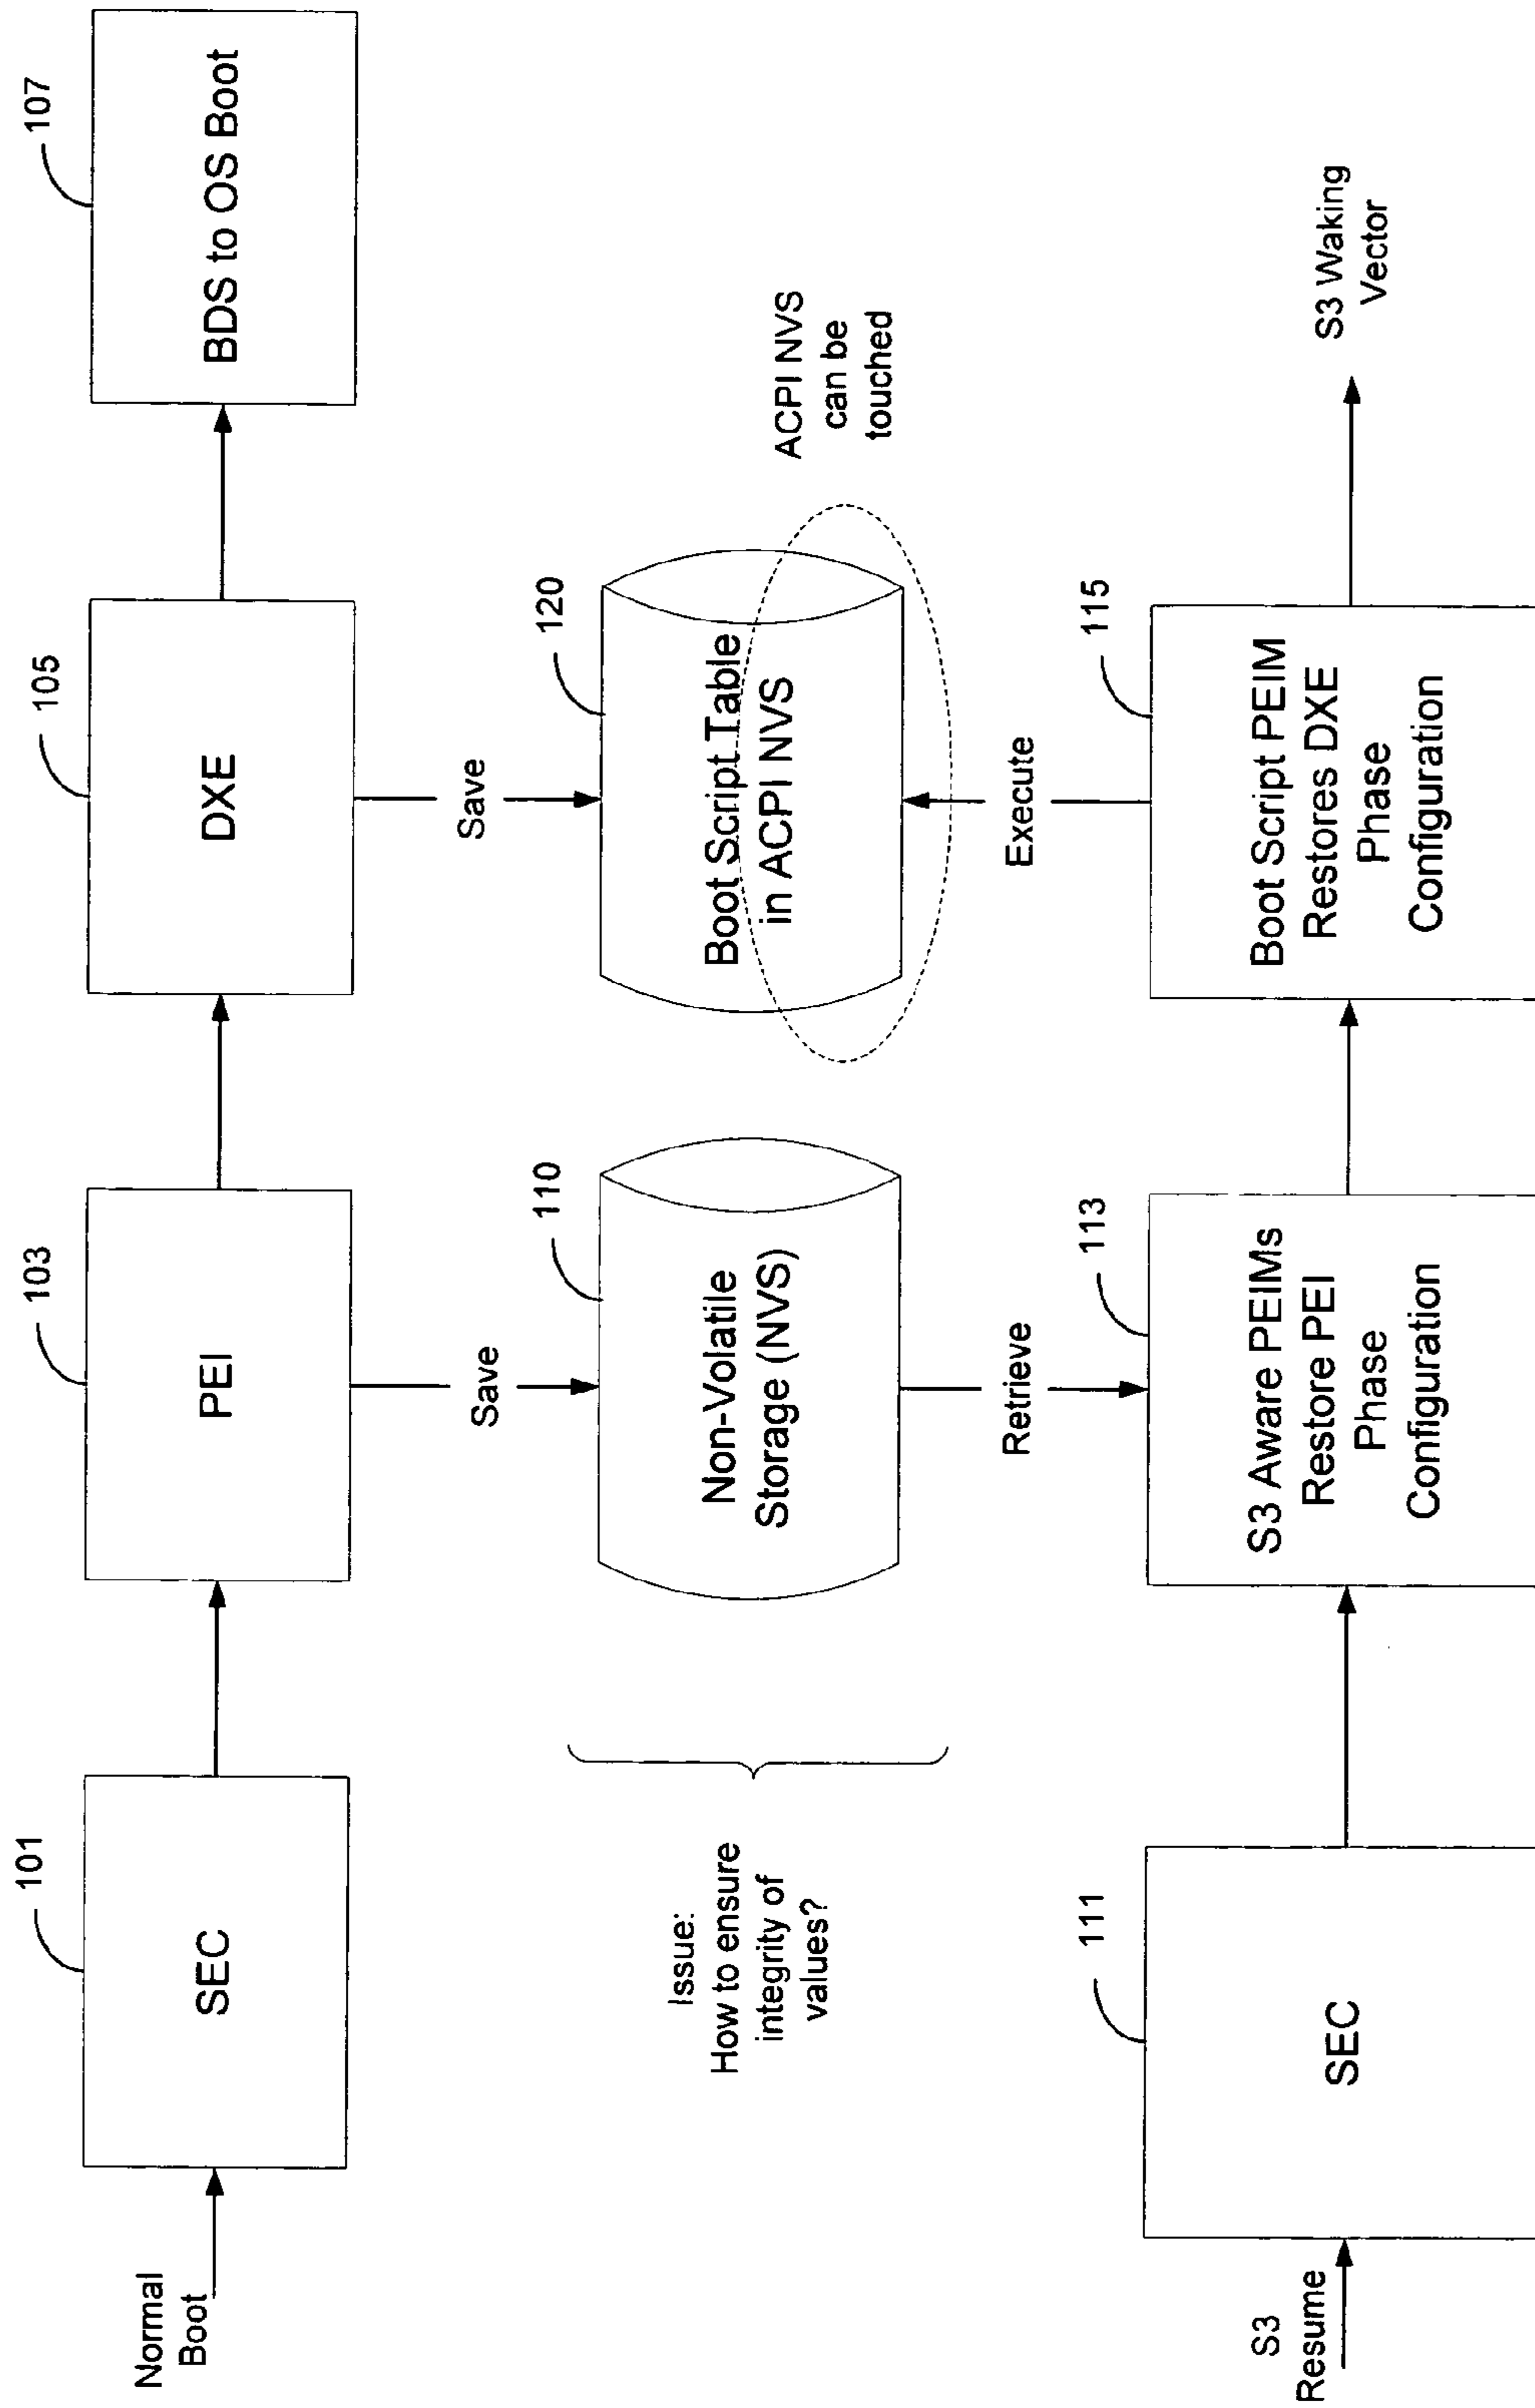 Normal
Boot
101
SEC
103
PEI
105
DXE
107
BDS to OS Boot
Save
Save
Issue:
How to ensure
integrity of
values?
110
Non-Volatile
Storage (NVS)
120
Boot Script Table
in ACPI NVS
ACPI NVS
can be
touched
Retrieve
Execute
S3
Resume
111
SEC
113
S3 Aware PEIMs
Restore PEI
Phase
Configuration
115
Boot Script PEIM
Restores DXE
Phase
Configuration
S3 Waking
Vector